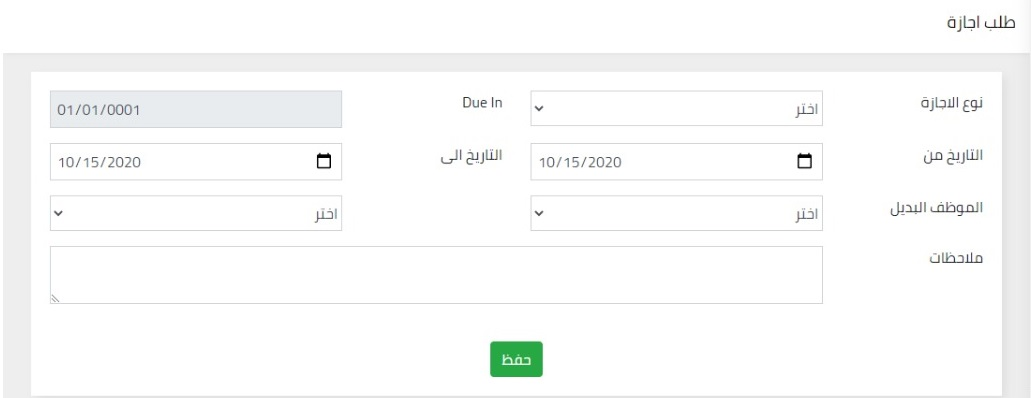 طلب اجازة
نوع الاجازة اختر Due In 01/01/0001
التاريخ من 10/15/2020 التاريخ الى 10/15/2020
الموظف البديل اختر اختر
ملاحظات
حفظ